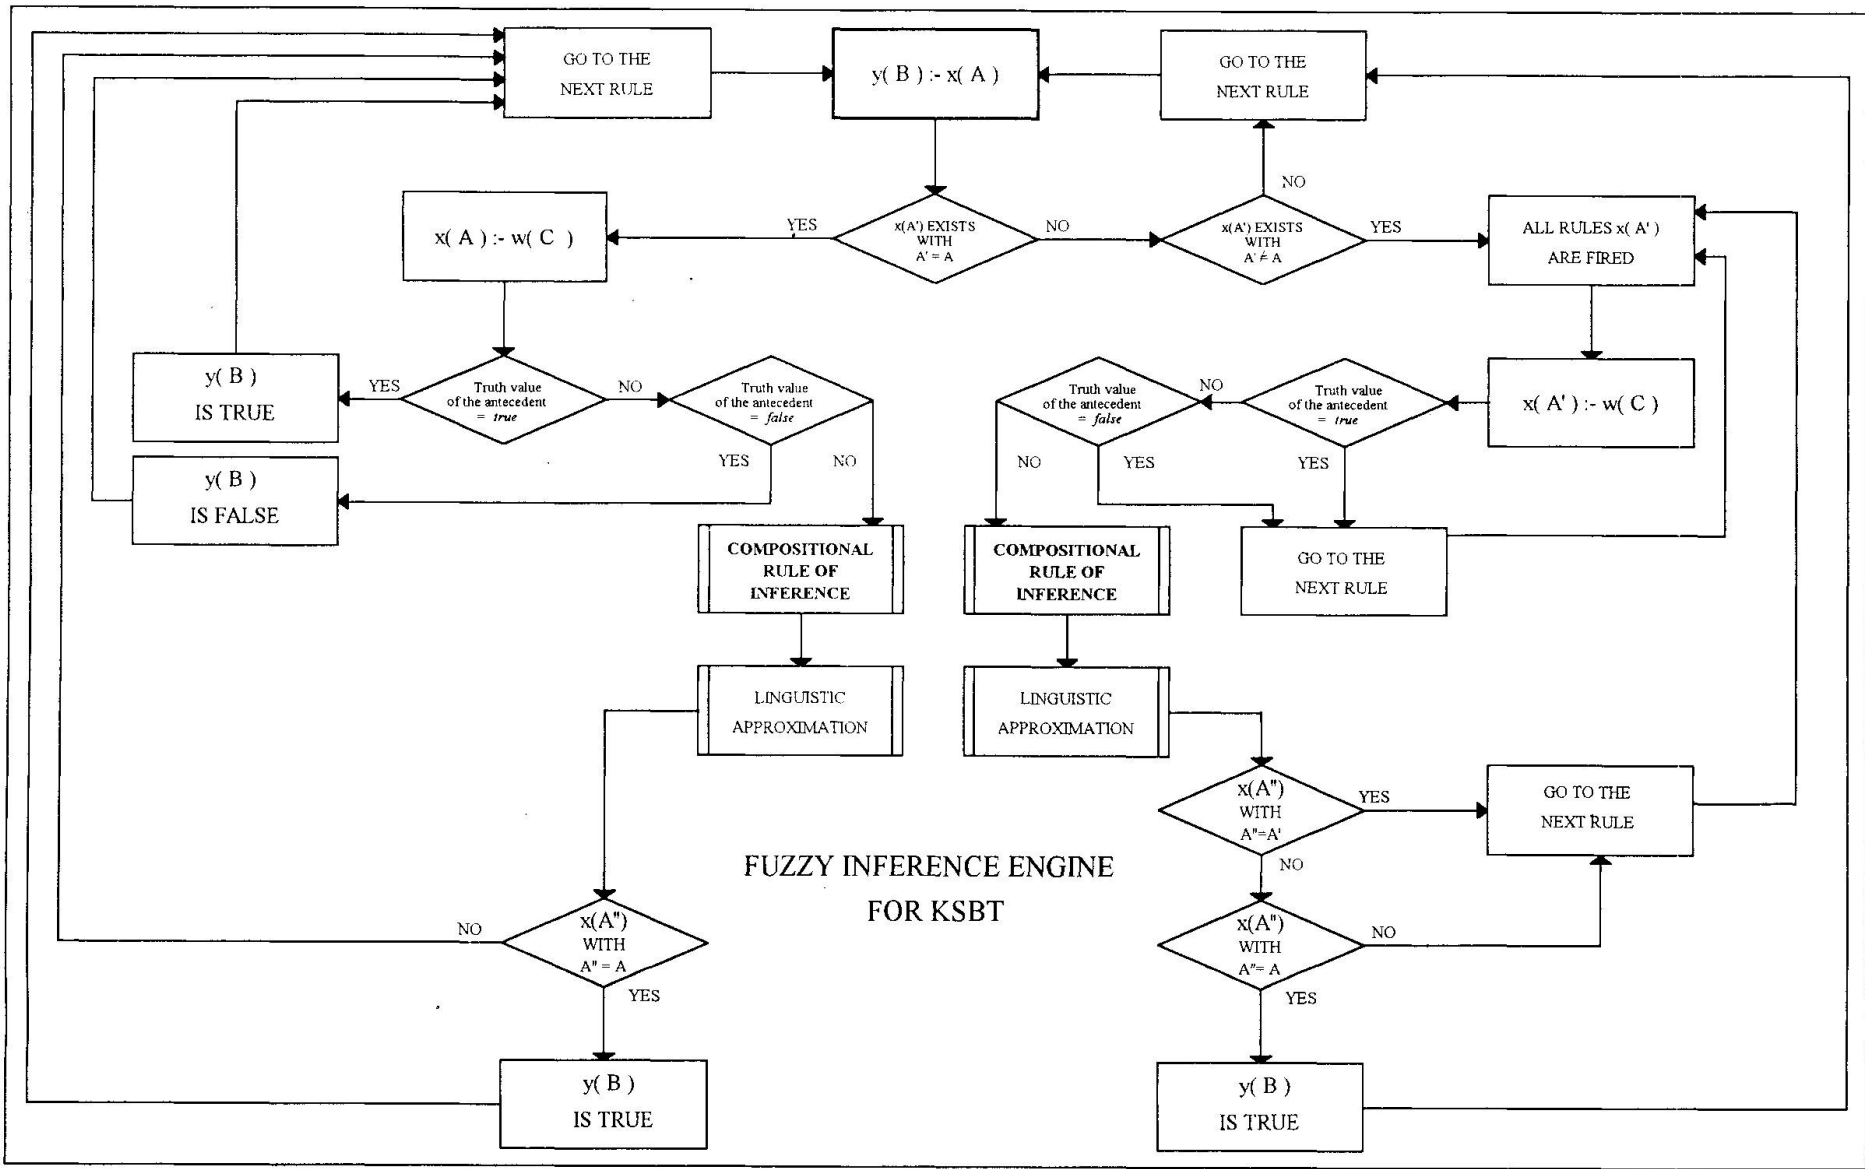 GO TO THE
NEXT RULE
y( B ) :- x( A )
GO TO THE
NEXT RULE
NO
x( A ) :- w( C )
YES
x(A') EXISTS
WITH
A' = A
NO
x(A') EXISTS
WITH
A' ≠ A
YES
ALL RULES x( A' )
ARE FIRED
y( B )
IS TRUE
YES
Truth value
of the antecedent
= true
NO
Truth value
of the antecedent
= false
Truth value
of the antecedent
= false
NO
Truth value
of the antecedent
= true
x( A' ) :- w( C )
YES
NO
NO
YES
YES
y( B )
IS FALSE
COMPOSITIONAL
RULE OF
INFERENCE
COMPOSITIONAL
RULE OF
INFERENCE
GO TO THE
NEXT RULE
LINGUISTIC
APPROXIMATION
LINGUISTIC
APPROXIMATION
x(A")
WITH
A"=A'
YES
GO TO THE
NEXT RULE
NO
FUZZY INFERENCE ENGINE
FOR KSBT
NO
x(A")
WITH
A" = A
YES
x(A")
WITH
A"= A
NO
YES
y( B )
IS TRUE
y( B )
IS TRUE